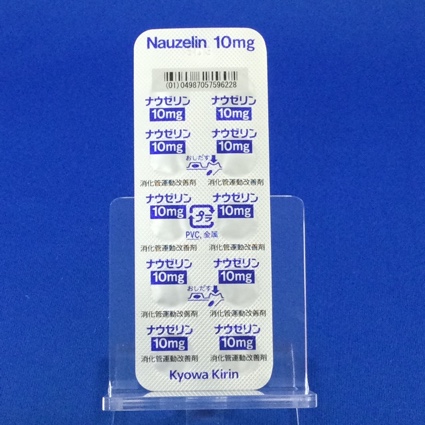 Nauzelin 10mg
(01)04987057596228
ナウゼリン ナウゼリン
10mg 10mg
ナウゼリン ナウゼリン
10mg 10mg
おしだす
消化管運動改善剤 消化管運動改善剤
ナウゼリン ナウゼリン
10mg 10mg
プラ
PVC, 金属
消化管運動改善剤 消化管運動改善剤
ナウゼリン ナウゼリン
10mg 10mg
おしだす
消化管運動改善剤 消化管運動改善剤
ナウゼリン ナウゼリン
10mg 10mg
消化管運動改善剤 消化管運動改善剤
Kyowa Kirin